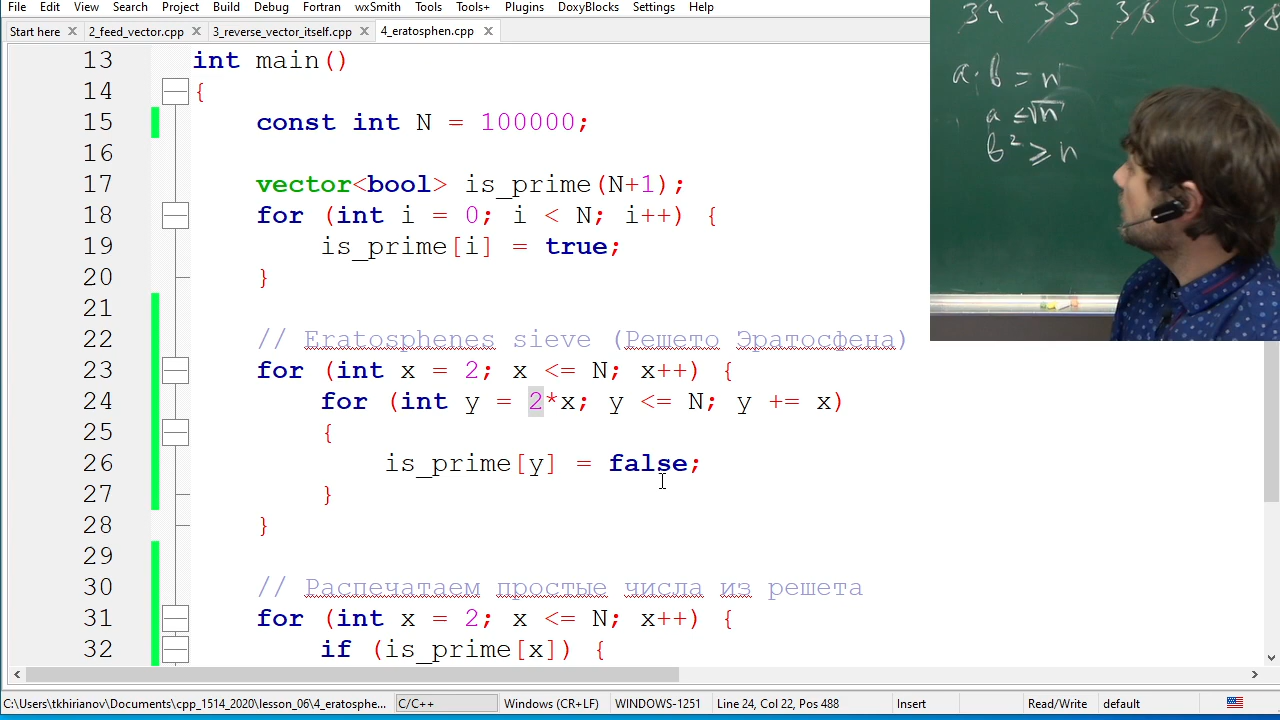 File Edit View Search Project Build Debug Fortran wxSmith Tools Tools+ Plugins DoxyBlocks Settings Help
Start here 2_feed_vector.cpp 3_reverse_vector_itself.cpp 4_eratosphen.cpp
34 35 36 37 38
a·b = n
a ≤ √n
b² ≥ n
13 int main()
14 {
15 const int N = 100000;
16
17 vector<bool> is_prime(N+1);
18 for (int i = 0; i < N; i++) {
19 is_prime[i] = true;
20 }
21
22 // Eratosphenes sieve (Решето Эратосфена)
23 for (int x = 2; x <= N; x++) {
24 for (int y = 2*x; y <= N; y += x)
25 {
26 is_prime[y] = false;
27 }
28 }
29
30 // Распечатаем простые числа из решета
31 for (int x = 2; x <= N; x++) {
32 if (is_prime[x]) {
C:\Users\tkhirianov\Documents\cpp_1514_2020\lesson_06\4_eratosphe... C/C++ Windows (CR+LF) WINDOWS-1251 Line 24, Col 22, Pos 488 Insert Read/Write default